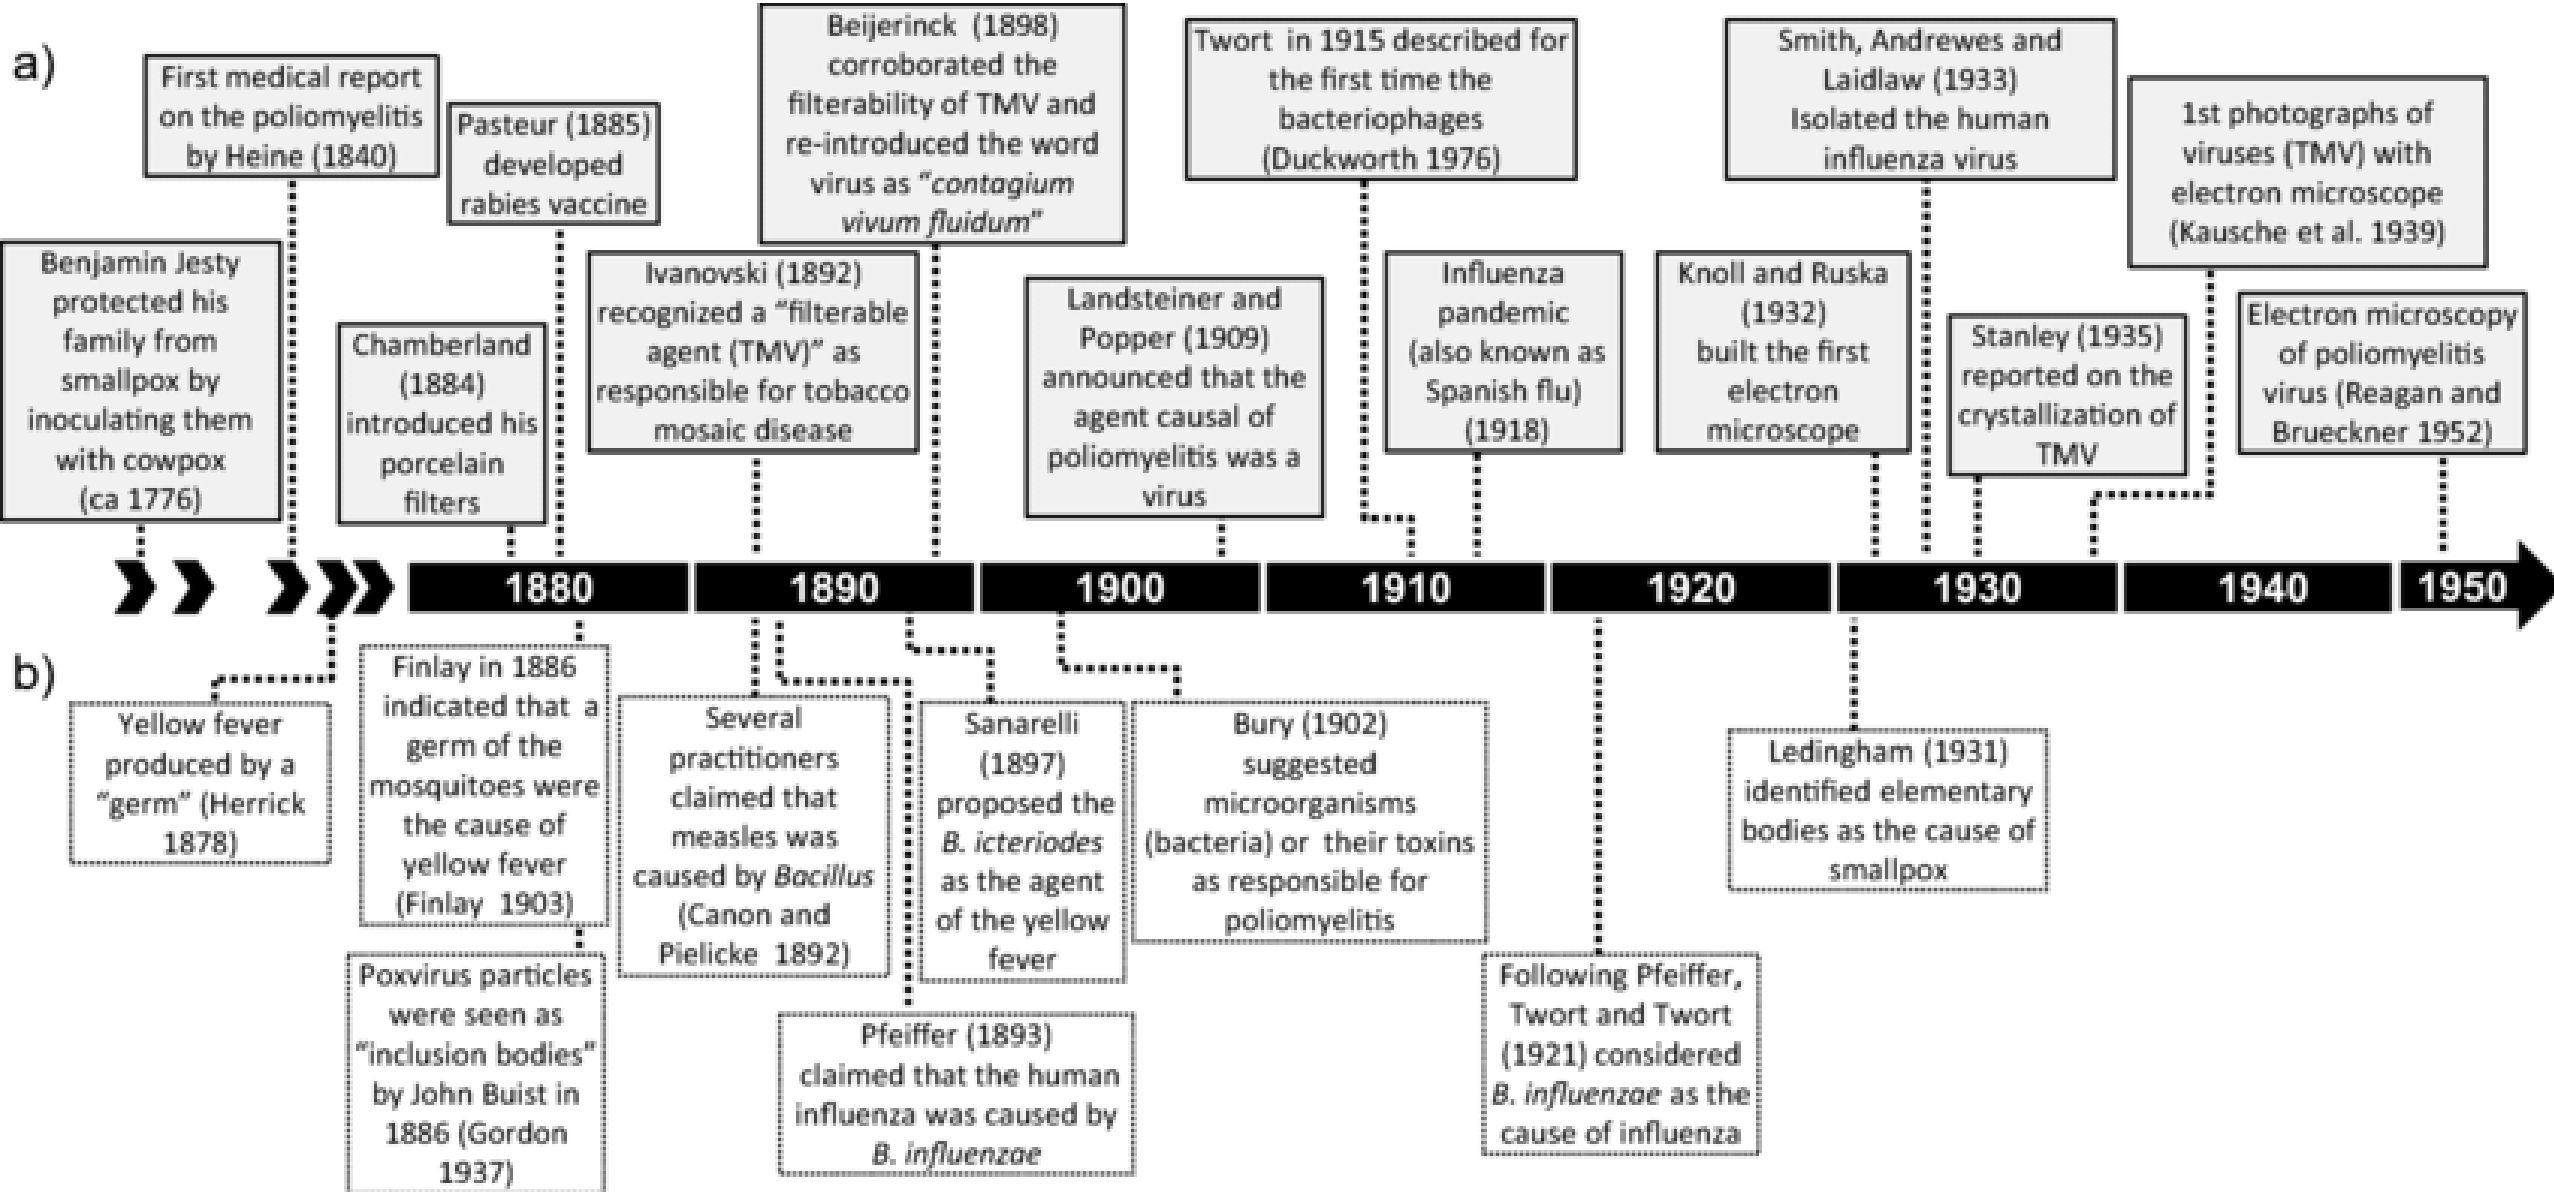 a)
First medical report
on the poliomyelitis
by Heine (1840)
Pasteur (1885)
developed
rabies vaccine
Beijerinck (1898)
corroborated the
filterability of TMV and
re-introduced the word
virus as “contagium
vivum fluidum”
Twort in 1915 described for
the first time the
bacteriophages
(Duckworth 1976)
Smith, Andrewes and
Laidlaw (1933)
Isolated the human
influenza virus
1st photographs of
viruses (TMV) with
electron microscope
(Kausche et al. 1939)
Benjamin Jesty
protected his
family from
smallpox by
inoculating them
with cowpox
(ca 1776)
Chamberland
(1884)
introduced his
porcelain
filters
Ivanovski (1892)
recognized a “filterable
agent (TMV)” as
responsible for tobacco
mosaic disease
Landsteiner and
Popper (1909)
announced that the
agent causal of
poliomyelitis was a
virus
Influenza
pandemic
(also known as
Spanish flu)
(1918)
Knoll and Ruska
(1932)
built the first
electron
microscope
Stanley (1935)
reported on the
crystallization of
TMV
Electron microscopy
of poliomyelitis
virus (Reagan and
Brueckner 1952)
1880 1890 1900 1910 1920 1930 1940 1950
b)
Yellow fever
produced by a
“germ” (Herrick
1878)
Finlay in 1886
indicated that a
germ of the
mosquitoes were
the cause of
yellow fever
(Finlay 1903)
Poxvirus particles
were seen as
“inclusion bodies”
by John Buist in
1886 (Gordon
1937)
Several
practitioners
claimed that
measles was
caused by Bacillus
(Canon and
Pielicke 1892)
Pfeiffer (1893)
claimed that the human
influenza was caused by
B. influenzae
Sanarelli
(1897)
proposed the
B. icteriodes
as the agent
of the yellow
fever
Bury (1902)
suggested
microorganisms
(bacteria) or their toxins
as responsible for
poliomyelitis
Following Pfeiffer,
Twort and Twort
(1921) considered
B. influenzae as the
cause of influenza
Ledingham (1931)
identified elementary
bodies as the cause of
smallpox